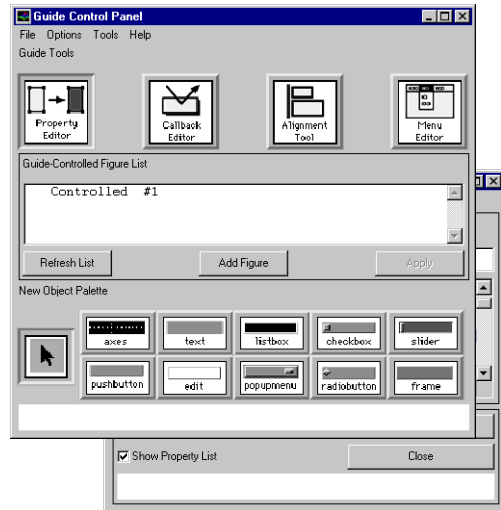 Guide Control Panel
File Options Tools Help
Guide Tools
Property Editor
Callback Editor
Alignment Tool
Menu Editor
Guide-Controlled Figure List
Controlled #1
Refresh List Add Figure Apply
New Object Palette
axes text listbox checkbox slider
pushbutton edit popupmenu radiobutton frame
Show Property List Close